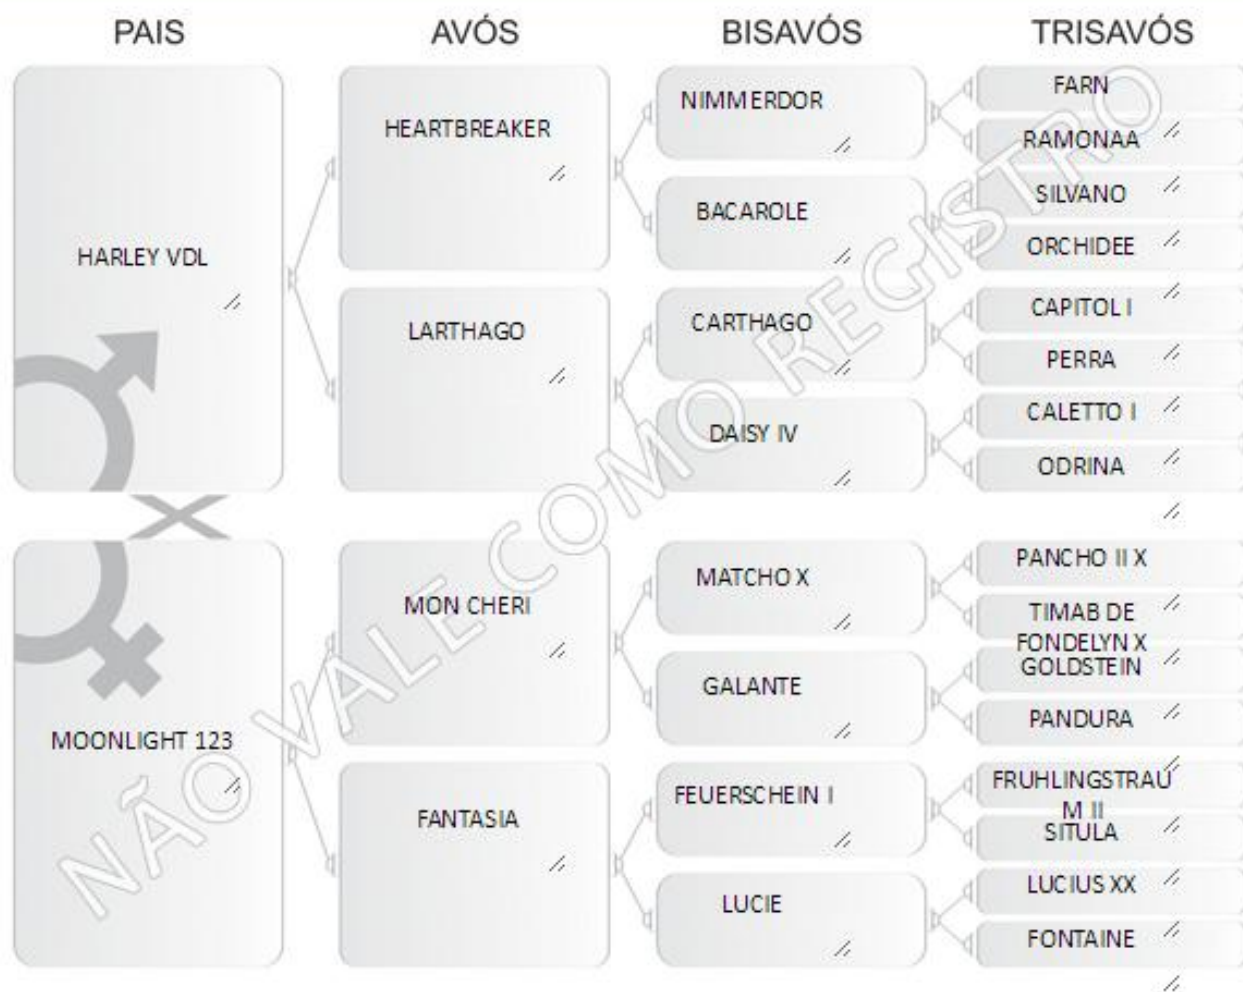 PAIS
AVÓS
BISAVÓS
TRISAVÓS
HARLEY VDL
HEARTBREAKER
LARTHAGO
NIMMERDOR
BACAROLE
CARTHAGO
DAISY IV
FARN
RAMONAA
SILVANO
ORCHIDEE
CAPITOL I
PERRA
CALETTO I
ODRINA
MOONLIGHT 123
MON CHERI
FANTASIA
MATCHO X
GALANTE
FEUERSCHEIN I
LUCIE
PANCHO II X
TIMAB DE
FONDELYN X
GOLDSTEIN
PANDURA
FRUHLINGSTRAU
M II
SITULA
LUCIUS XX
FONTAINE
NÃO VALE COMO REGISTRO